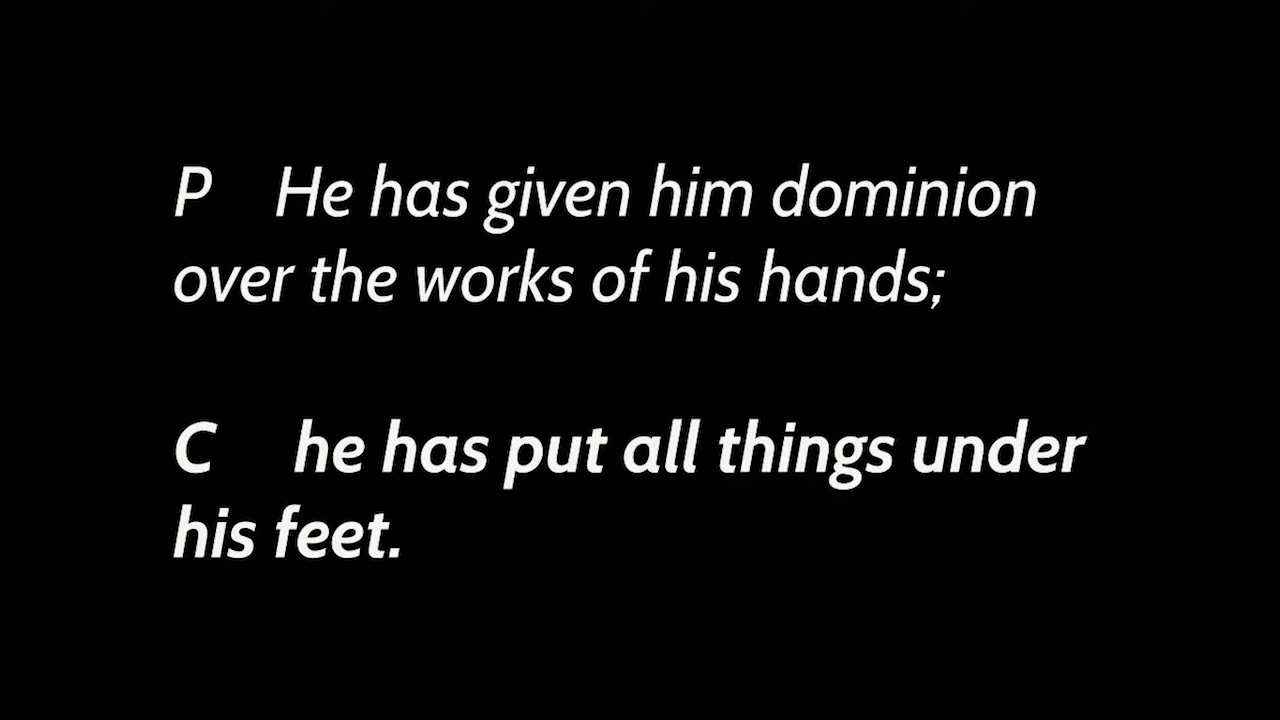 P He has given him dominion
over the works of his hands;
C he has put all things under
his feet.